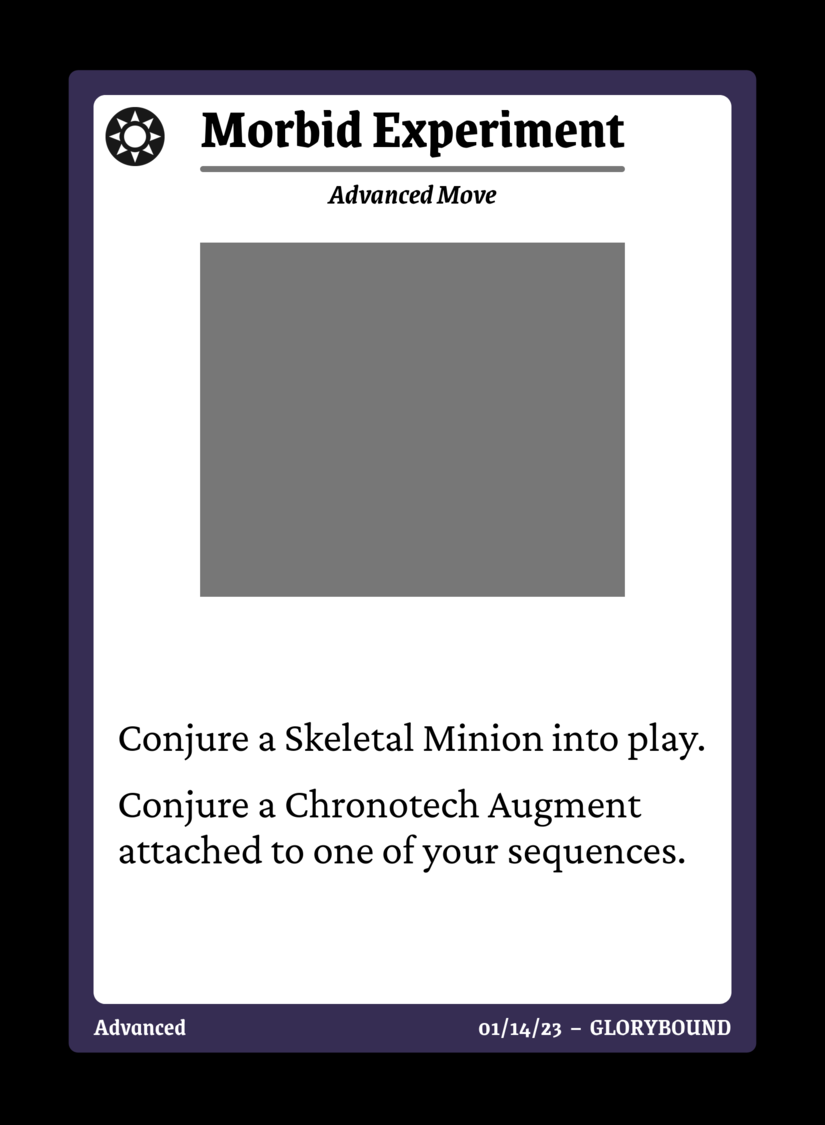 Morbid Experiment
Advanced Move
Conjure a Skeletal Minion into play.
Conjure a Chronotech Augment
attached to one of your sequences.
Advanced
01/14/23 – GLORYBOUND